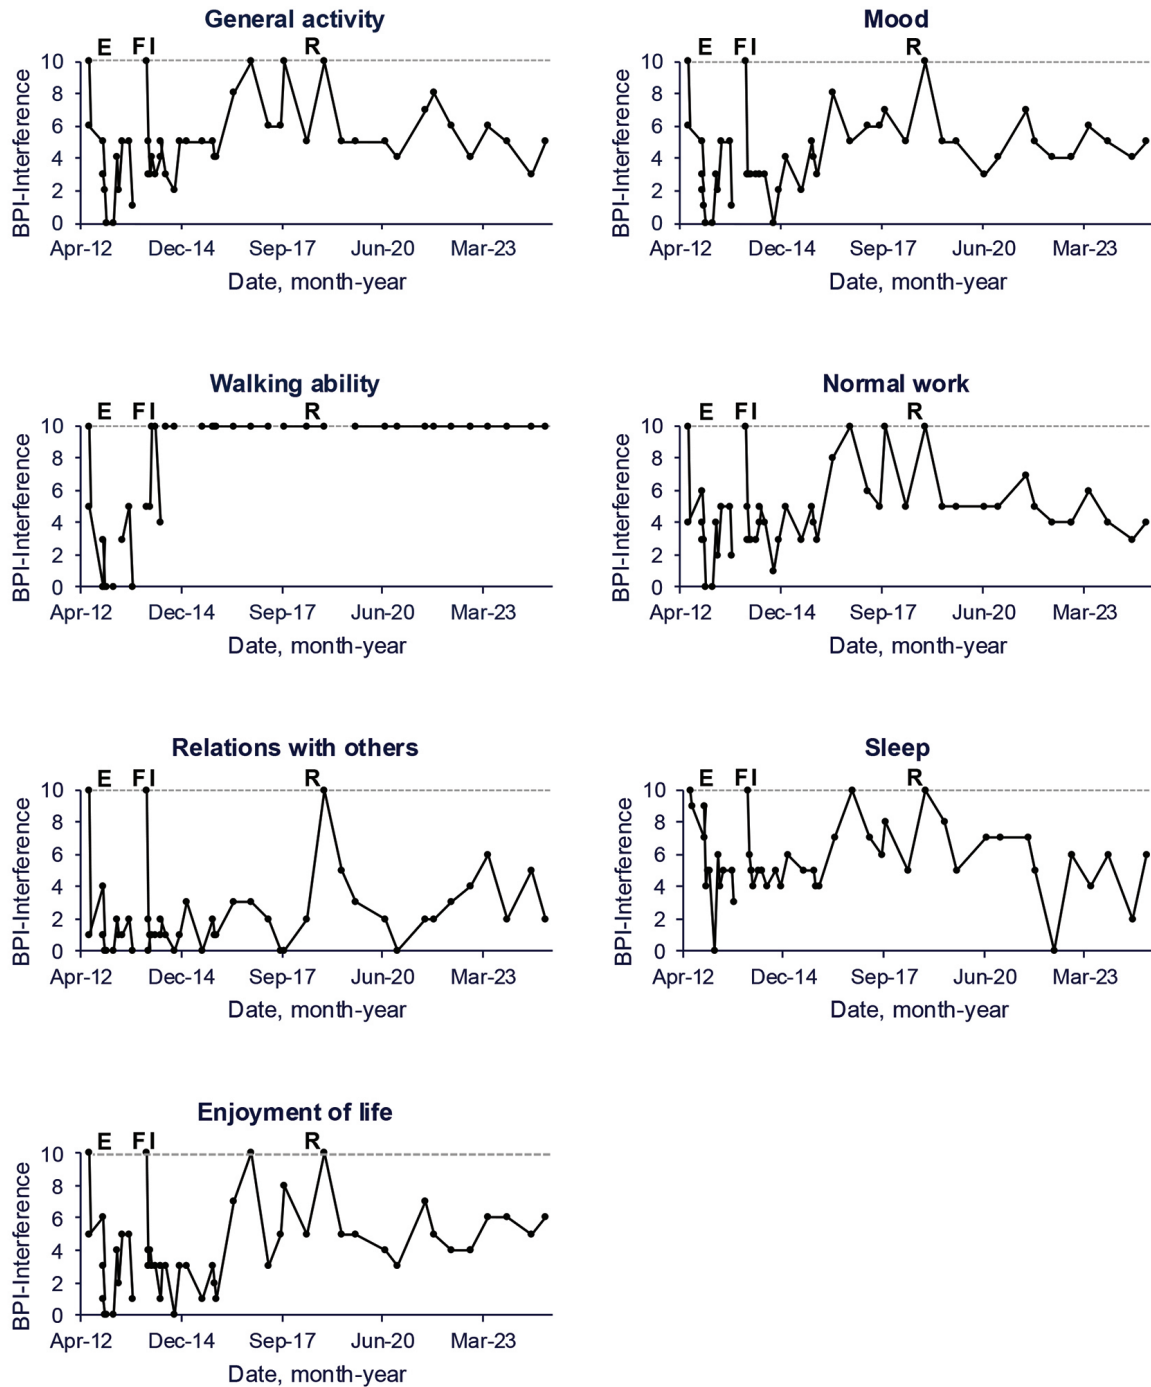 General activity
E F I R
BPI-Interference
10
8
6
4
2
0
Apr-12 Dec-14 Sep-17 Jun-20 Mar-23
Date, month-year
Mood
E F I R
BPI-Interference
10
8
6
4
2
0
Apr-12 Dec-14 Sep-17 Jun-20 Mar-23
Date, month-year
Walking ability
E F I R
BPI-Interference
10
8
6
4
2
0
Apr-12 Dec-14 Sep-17 Jun-20 Mar-23
Date, month-year
Normal work
E F I R
BPI-Interference
10
8
6
4
2
0
Apr-12 Dec-14 Sep-17 Jun-20 Mar-23
Date, month-year
Relations with others
E F I R
BPI-Interference
10
8
6
4
2
0
Apr-12 Dec-14 Sep-17 Jun-20 Mar-23
Date, month-year
Sleep
E F I R
BPI-Interference
10
8
6
4
2
0
Apr-12 Dec-14 Sep-17 Jun-20 Mar-23
Date, month-year
Enjoyment of life
E F I R
BPI-Interference
10
8
6
4
2
0
Apr-12 Dec-14 Sep-17 Jun-20 Mar-23
Date, month-year